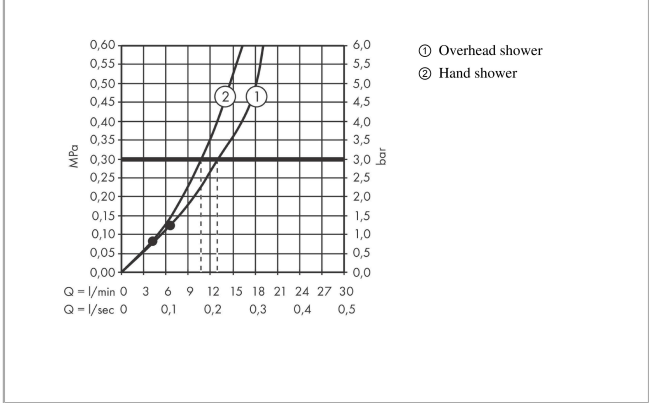 0,60 6,0
0,55 5,5
0,50 5,0
0,45 4,5
0,40 4,0
0,35 3,5
0,30 3,0
0,25 2,5
0,20 2,0
0,15 1,5
0,10 1,0
0,05 0,5
0,00 0,0
MPa
bar
2 1
Q = l/min 0 3 6 9 12 15 18 21 24 27 30
Q = l/sec 0 0,1 0,2 0,3 0,4 0,5
① Overhead shower
② Hand shower